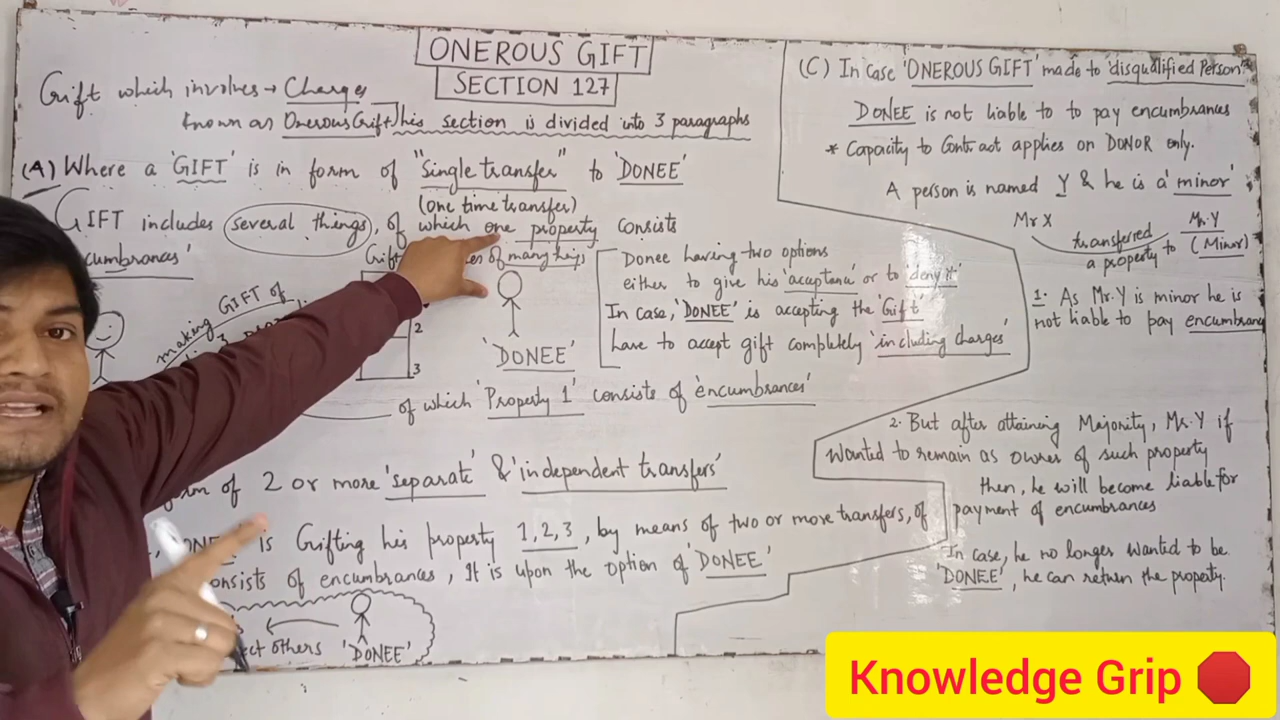 ONEROUS GIFT
SECTION 127
Gift which involves → Charges
Known as Onerous Gift
This section is divided into 3 paragraphs
(A) Where a 'GIFT' is in form of "Single transfer" to 'DONEE'
(One time transfer)
GIFT includes several things, of which one property consists
cumbrances'
Gift of many
making GIFT of
3
2
3
'DONEE'
Donee having two options
either to give his 'acceptance' or to 'deny it'
In case, 'DONEE' is accepting the 'Gift'
have to accept gift completely 'including charges'
of which 'Property 1' consists of 'encumbrances'
of 2 or more 'separate' & 'independent transfers'
is Gifting his property 1,2,3, by means of two or more transfers, of
onsists of encumbrances, It is upon the option of 'DONEE'
ect others 'DONEE'
(C) In Case 'ONEROUS GIFT' made to 'disqualified Person'
DONEE is not liable to to pay encumbrances
* Capacity to Contract applies on DONOR only.
A person is named Y & he is a 'minor'
Mr X transferred a property to Mr. Y (Minor)
1. As Mr. Y is minor he is
not liable to pay encumbran
2. But after attaining Majority, Mr. Y if
Wanted to remain as owner of such property
then, he will become liable for
payment of encumbrances
In case, he no longer wanted to be
'DONEE', he can return the property.
Knowledge Grip